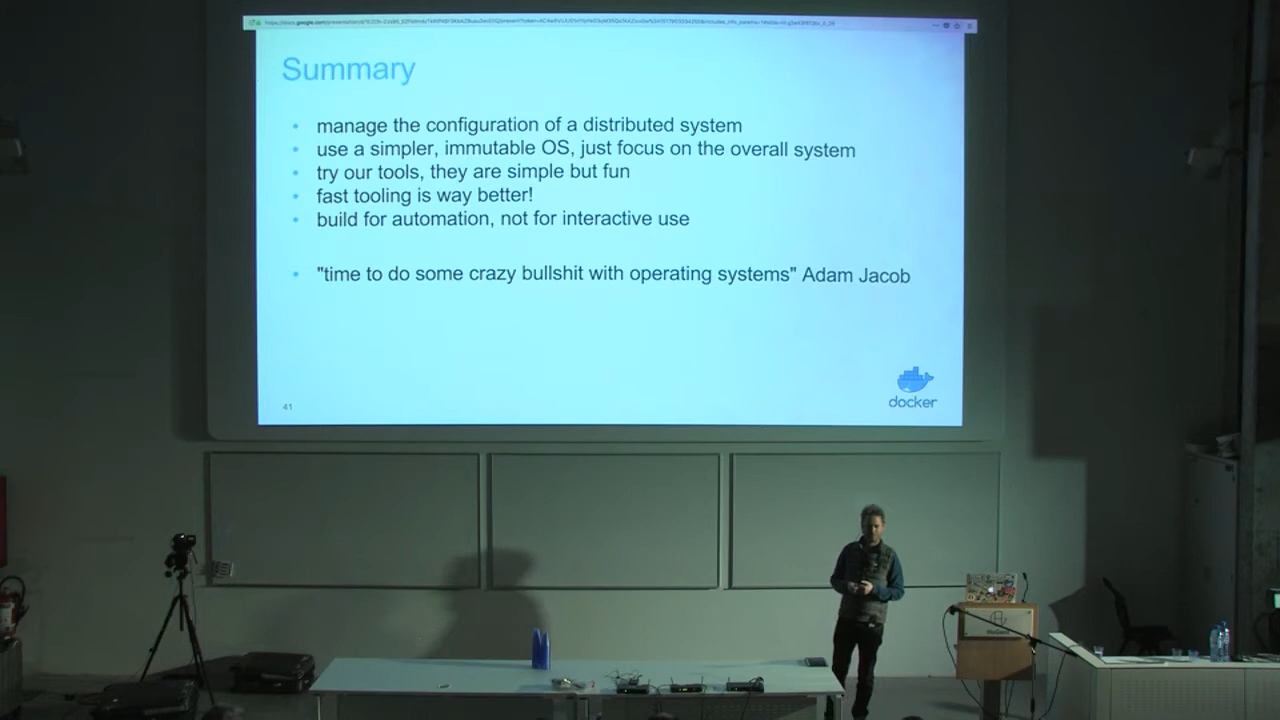 Summary
• manage the configuration of a distributed system
• use a simpler, immutable OS, just focus on the overall system
• try our tools, they are simple but fun
• fast tooling is way better!
• build for automation, not for interactive use
• "time to do some crazy bullshit with operating systems" Adam Jacob
docker
41